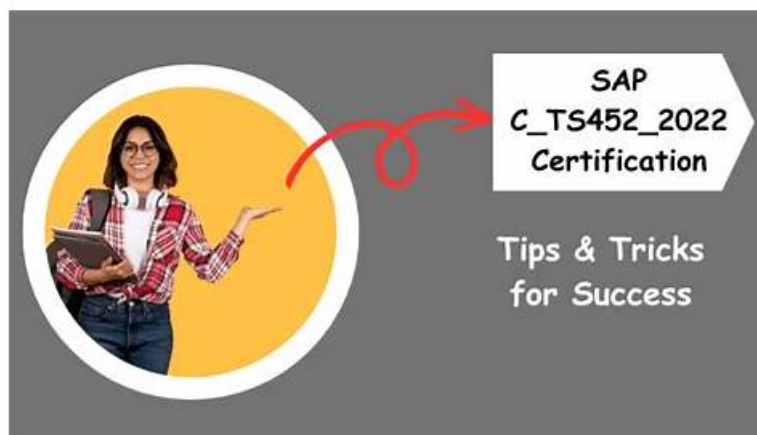 SAP
C_TS452_2022
Certification
Tips & Tricks
for Success